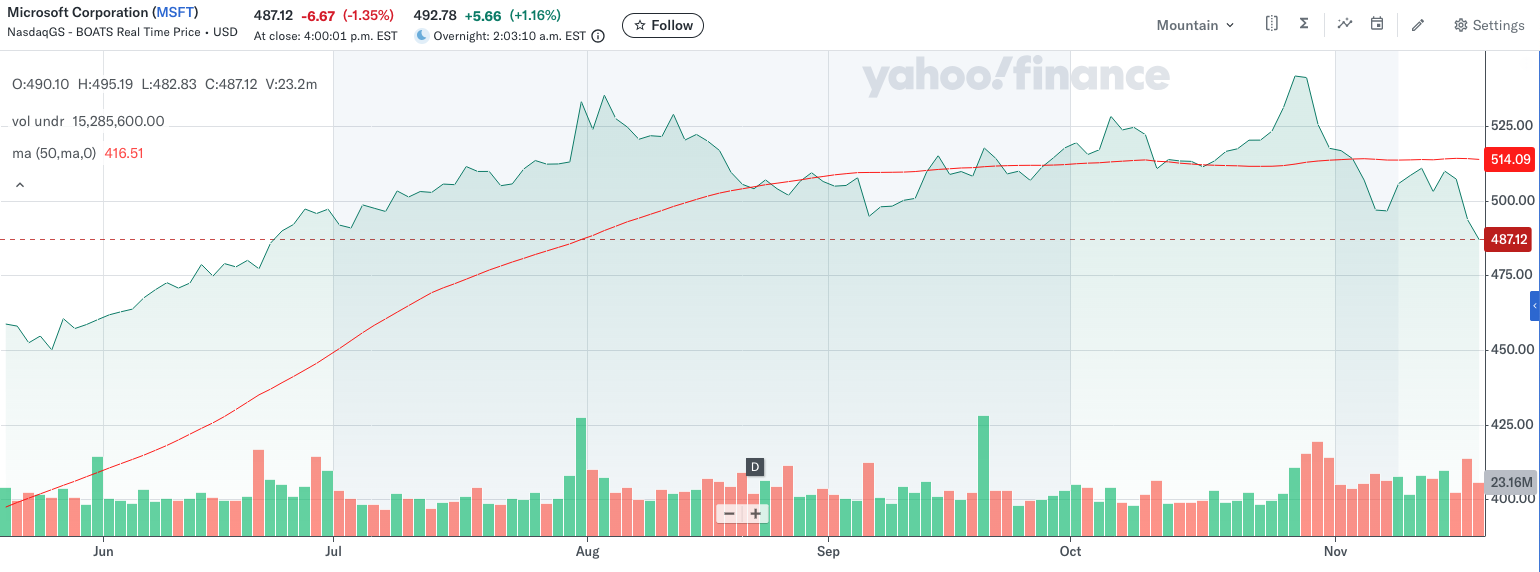 Microsoft Corporation (MSFT)
NasdaqGS - BOATS Real Time Price • USD
487.12 -6.67 (-1.35%)
At close: 4:00:01 p.m. EST
492.78 +5.66 (+1.16%)
Overnight: 2:03:10 a.m. EST
Follow
Mountain
Settings
yahoo!finance
O:490.10 H:495.19 L:482.83 C:487.12 V:23.2m
vol undr 15,285,600.00
ma (50,ma,0) 416.51
525.00
514.09
500.00
487.12
475.00
450.00
425.00
23.16M
400.00
D
Jun Jul Aug Sep Oct Nov